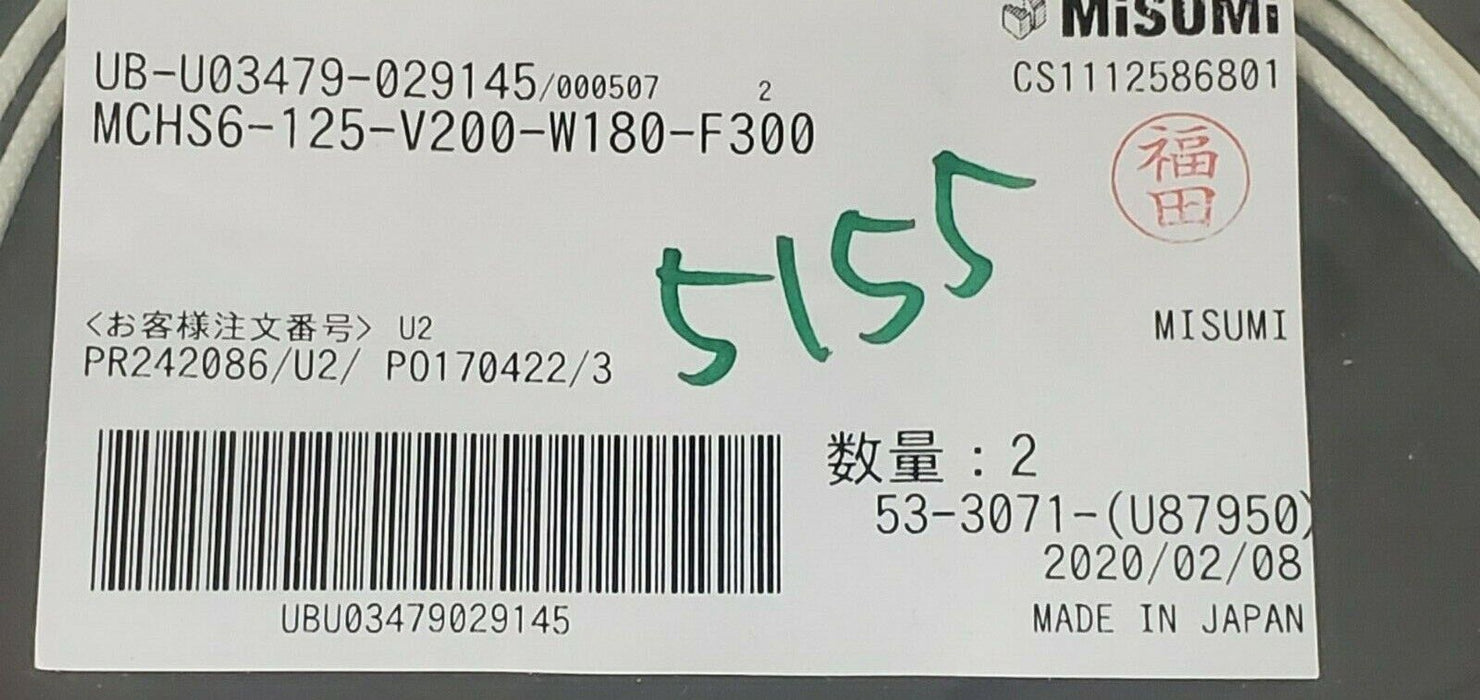 MiSUMi
UB-U03479-029145/000507 2
CS1112586801
MCHS6-125-V200-W180-F300
福
田
5155
<お客様注文番号> U2
MISUMI
PR242086/U2/ PO170422/3
数量 : 2
53-3071-(U87950)
2020/02/08
UBU03479029145
MADE IN JAPAN